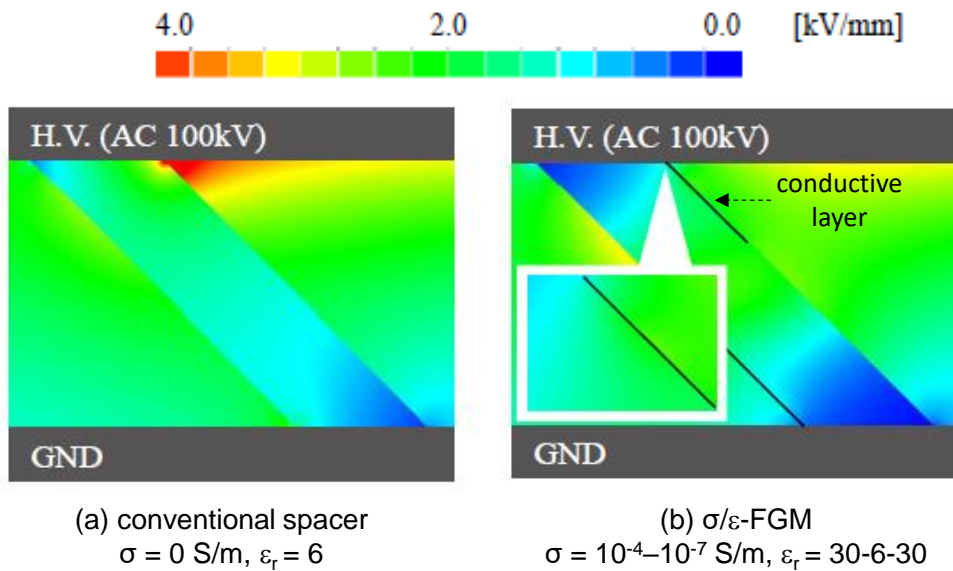 4.0 2.0 0.0 [kV/mm]
H.V. (AC 100kV)
GND
(a) conventional spacer
σ = 0 S/m, εr = 6
H.V. (AC 100kV)
conductive
layer
GND
(b) σ/ε-FGM
σ = 10⁻⁴–10⁻⁷ S/m, εr = 30-6-30